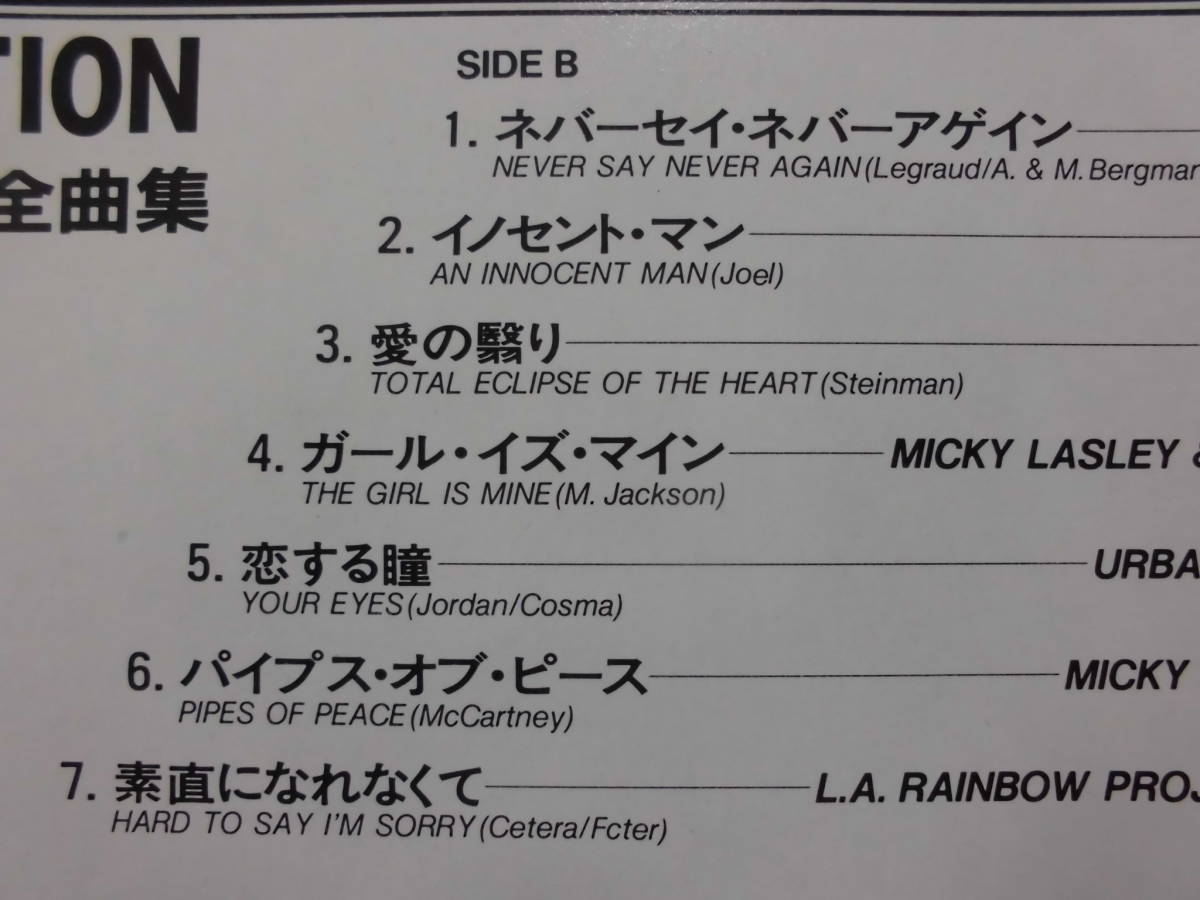 TION
全曲集
SIDE B
1. ネバーセイ・ネバーアゲイン
NEVER SAY NEVER AGAIN(Legraud/A. & M. Bergman
2. イノセント・マン
AN INNOCENT MAN(Joel)
3. 愛の翳り
TOTAL ECLIPSE OF THE HEART(Steinman)
4. ガール・イズ・マイン MICKY LASLEY &
THE GIRL IS MINE(M. Jackson)
5. 恋する瞳 URBA
YOUR EYES(Jordan/Cosma)
6. パイプス・オブ・ピース MICKY
PIPES OF PEACE(McCartney)
7. 素直になれなくて L.A. RAINBOW PROJ
HARD TO SAY I'M SORRY(Cetera/Fcter)